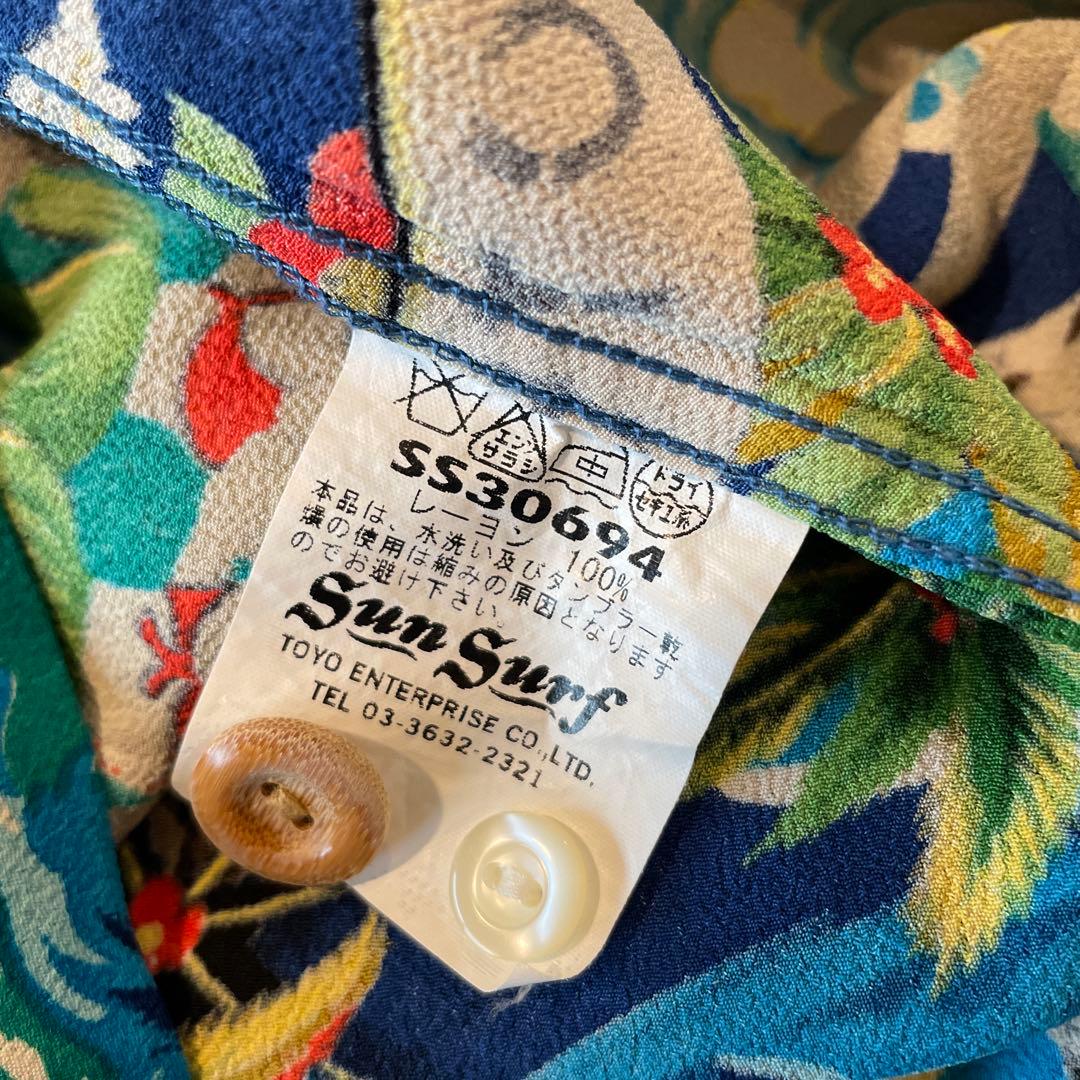 エンソ
サラシ
中
ドライ
セキユ系
SS30694
レーヨン 100%
本品は、水洗い及びタンブラー乾
燥の使用は縮みの原因となります
のでお避け下さい。
Sun Surf
TOYO ENTERPRISE CO.,LTD.
TEL 03-3632-2321